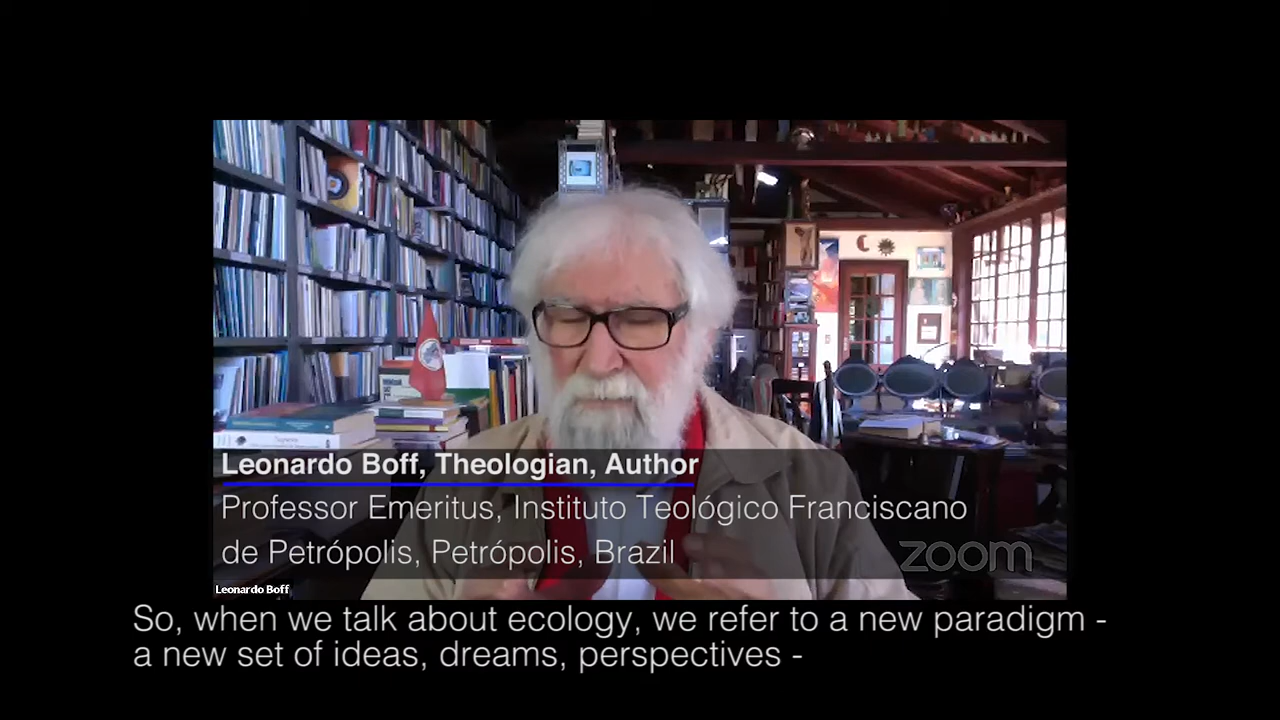 Leonardo Boff, Theologian, Author
Professor Emeritus, Instituto Teológico Franciscano
de Petrópolis, Petrópolis, Brazil
zoom
Leonardo Boff
So, when we talk about ecology, we refer to a new paradigm -
a new set of ideas, dreams, perspectives -